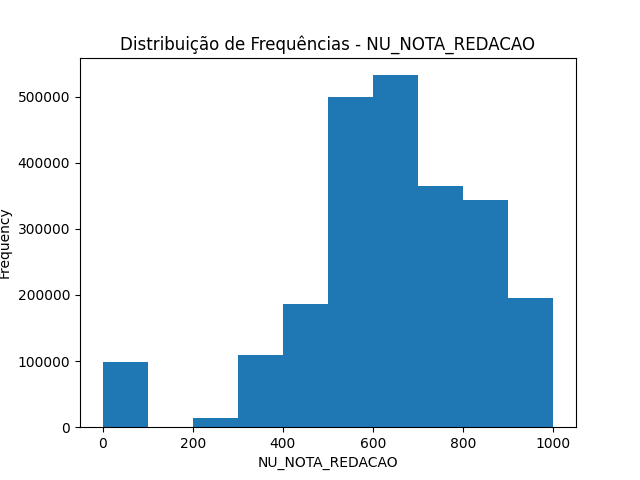 Distribuição de Frequências - NU_NOTA_REDACAO
Frequency
500000
400000
300000
200000
100000
0
0 200 400 600 800 1000
NU_NOTA_REDACAO